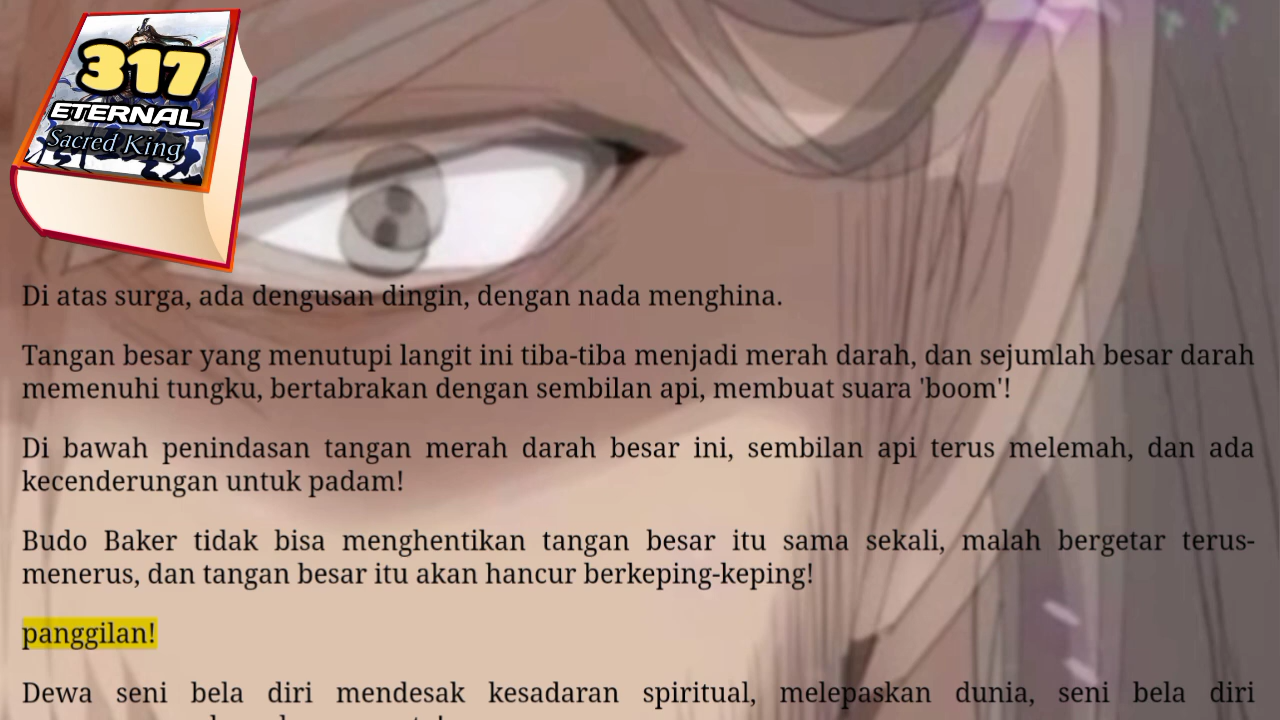 317
ETERNAL
Sacred King
Di atas surga, ada dengusan dingin, dengan nada menghina.
Tangan besar yang menutupi langit ini tiba-tiba menjadi merah darah, dan sejumlah besar darah
memenuhi tungku, bertabrakan dengan sembilan api, membuat suara 'boom'!
Di bawah penindasan tangan merah darah besar ini, sembilan api terus melemah, dan ada
kecenderungan untuk padam!
Budo Baker tidak bisa menghentikan tangan besar itu sama sekali, malah bergetar terus-
menerus, dan tangan besar itu akan hancur berkeping-keping!
panggilan!
Dewa seni bela diri mendesak kesadaran spiritual, melepaskan dunia, seni bela diri